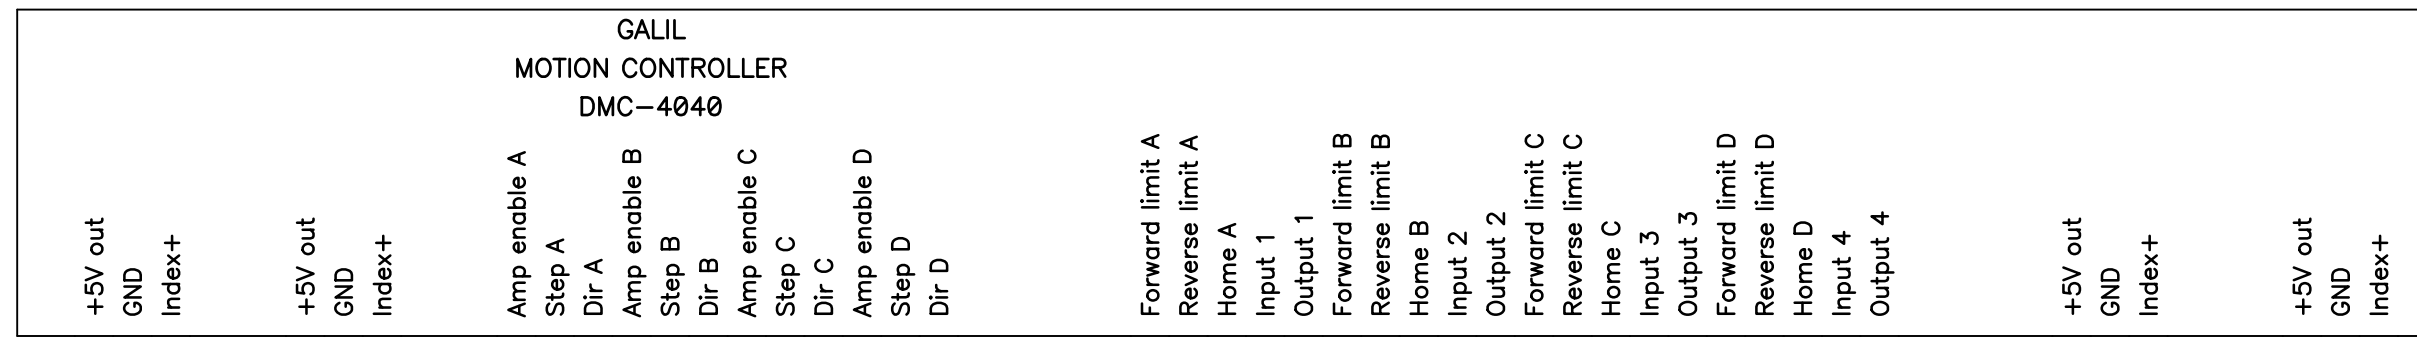 GALIL
MOTION CONTROLLER
DMC-4040
+5V out
GND
Index+
+5V out
GND
Index+
Amp enable A
Step A
Dir A
Amp enable B
Step B
Dir B
Amp enable C
Step C
Dir C
Amp enable D
Step D
Dir D
Forward limit A
Reverse limit A
Home A
Input 1
Output 1
Forward limit B
Reverse limit B
Home B
Input 2
Output 2
Forward limit C
Reverse limit C
Home C
Input 3
Output 3
Forward limit D
Reverse limit D
Home D
Input 4
Output 4
+5V out
GND
Index+
+5V out
GND
Index+